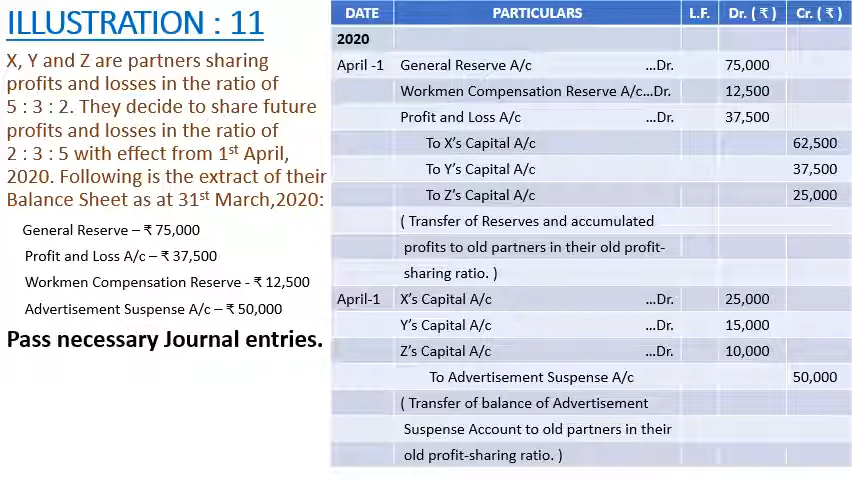 ILLUSTRATION : 11
X, Y and Z are partners sharing
profits and losses in the ratio of
5 : 3 : 2. They decide to share future
profits and losses in the ratio of
2 : 3 : 5 with effect from 1st April,
2020. Following is the extract of their
Balance Sheet as at 31st March,2020:
General Reserve – ₹ 75,000
Profit and Loss A/c – ₹ 37,500
Workmen Compensation Reserve - ₹ 12,500
Advertisement Suspense A/c – ₹ 50,000
Pass necessary Journal entries.
DATE PARTICULARS L.F. Dr. ( ₹ ) Cr. ( ₹ )
2020
April -1 General Reserve A/c ...Dr. 75,000
Workmen Compensation Reserve A/c...Dr. 12,500
Profit and Loss A/c ...Dr. 37,500
To X's Capital A/c 62,500
To Y's Capital A/c 37,500
To Z's Capital A/c 25,000
( Transfer of Reserves and accumulated
profits to old partners in their old profit-
sharing ratio. )
April-1 X's Capital A/c ...Dr. 25,000
Y's Capital A/c ...Dr. 15,000
Z's Capital A/c ...Dr. 10,000
To Advertisement Suspense A/c 50,000
( Transfer of balance of Advertisement
Suspense Account to old partners in their
old profit-sharing ratio. )